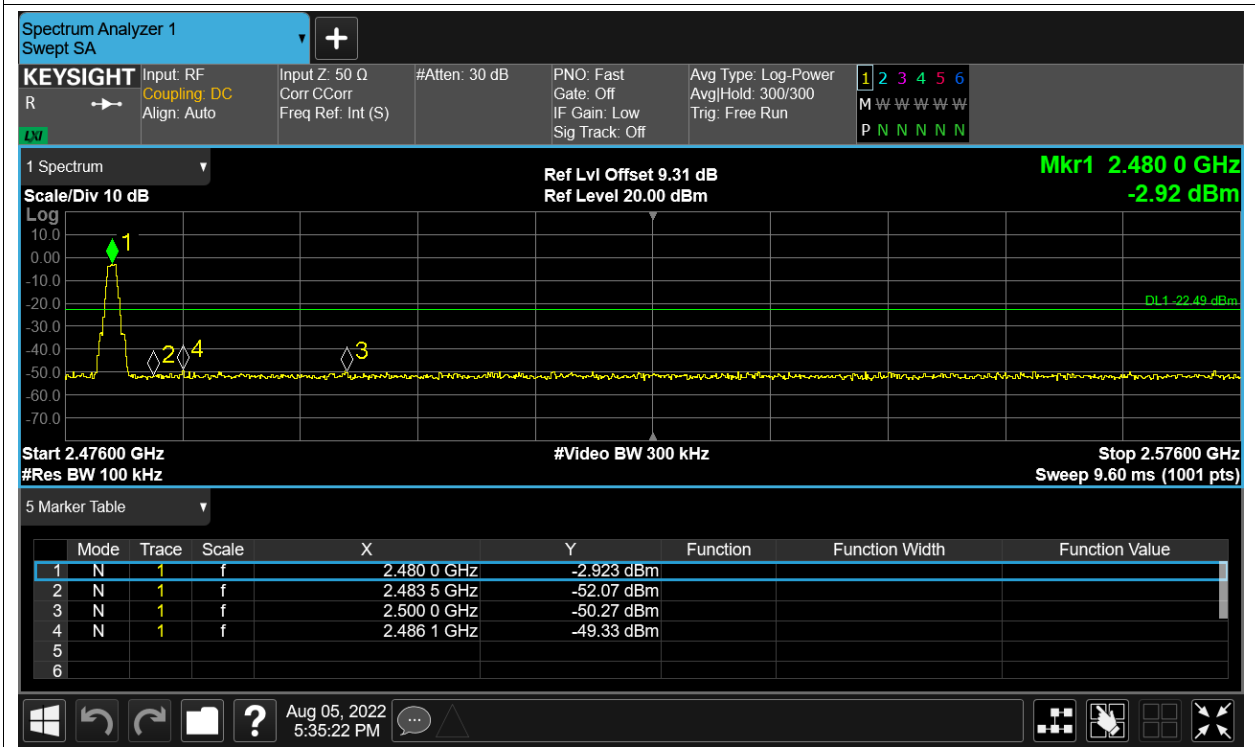 Spectrum Analyzer 1
Swept SA
+
KEYSIGHT Input: RF Input Z: 50 Ω #Atten: 30 dB PNO: Fast Avg Type: Log-Power 1 2 3 4 5 6
R Coupling: DC Corr CCorr Gate: Off Avg|Hold: 300/300 M W W W W W W
Align: Auto Freq Ref: Int (S) IF Gain: Low Trig: Free Run
LXI Sig Track: Off P N N N N N N
1 Spectrum Ref Lvl Offset 9.31 dB Mkr1 2.480 0 GHz
Scale/Div 10 dB Ref Level 20.00 dBm -2.92 dBm
Log
10.0
1
0.00
-10.0
-20.0 DL1 -22.49 dBm
-30.0
-40.0 2 4 3
-50.0
-60.0
-70.0
Start 2.47600 GHz #Video BW 300 kHz Stop 2.57600 GHz
#Res BW 100 kHz Sweep 9.60 ms (1001 pts)
5 Marker Table
Mode Trace Scale X Y Function Function Width Function Value
1 N 1 f 2.480 0 GHz -2.923 dBm
2 N 1 f 2.483 5 GHz -52.07 dBm
3 N 1 f 2.500 0 GHz -50.27 dBm
4 N 1 f 2.486 1 GHz -49.33 dBm
5
6
? Aug 05, 2022
5:35:22 PM